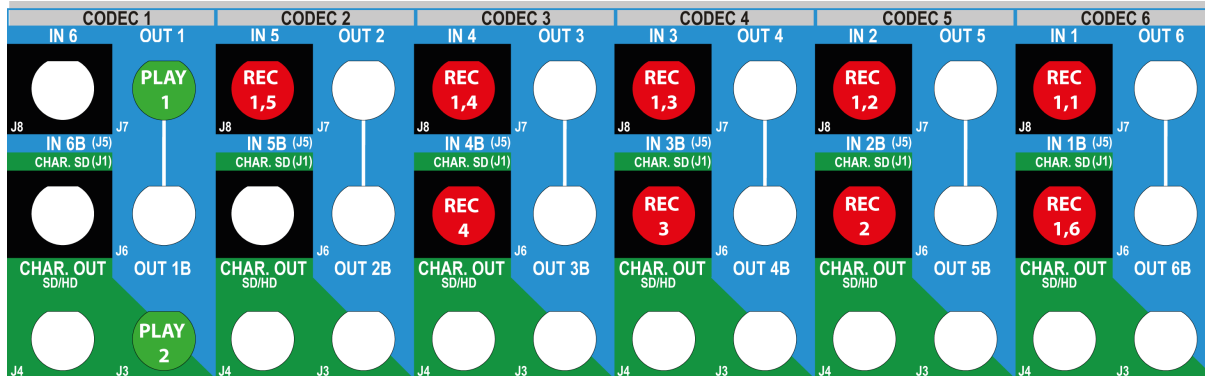 CODEC 1 CODEC 2 CODEC 3 CODEC 4 CODEC 5 CODEC 6
IN 6 OUT 1 IN 5 OUT 2 IN 4 OUT 3 IN 3 OUT 4 IN 2 OUT 5 IN 1 OUT 6
PLAY REC REC REC REC REC
1 1,5 1,4 1,3 1,2 1,1
J8 J7 J8 J7 J8 J7 J8 J7 J8 J7 J8 J7
IN 6B (J5) IN 5B (J5) IN 4B (J5) IN 3B (J5) IN 2B (J5) IN 1B (J5)
CHAR. SD (J1) CHAR. SD (J1) CHAR. SD (J1) CHAR. SD (J1) CHAR. SD (J1) CHAR. SD (J1)
REC REC REC REC
4 3 2 1,6
J6 J6 J6 J6 J6 J6
CHAR. OUT OUT 1B CHAR. OUT OUT 2B CHAR. OUT OUT 3B CHAR. OUT OUT 4B CHAR. OUT OUT 5B CHAR. OUT OUT 6B
SD/HD SD/HD SD/HD SD/HD SD/HD SD/HD
PLAY
2
J4 J3 J4 J3 J4 J3 J4 J3 J4 J3 J4 J3